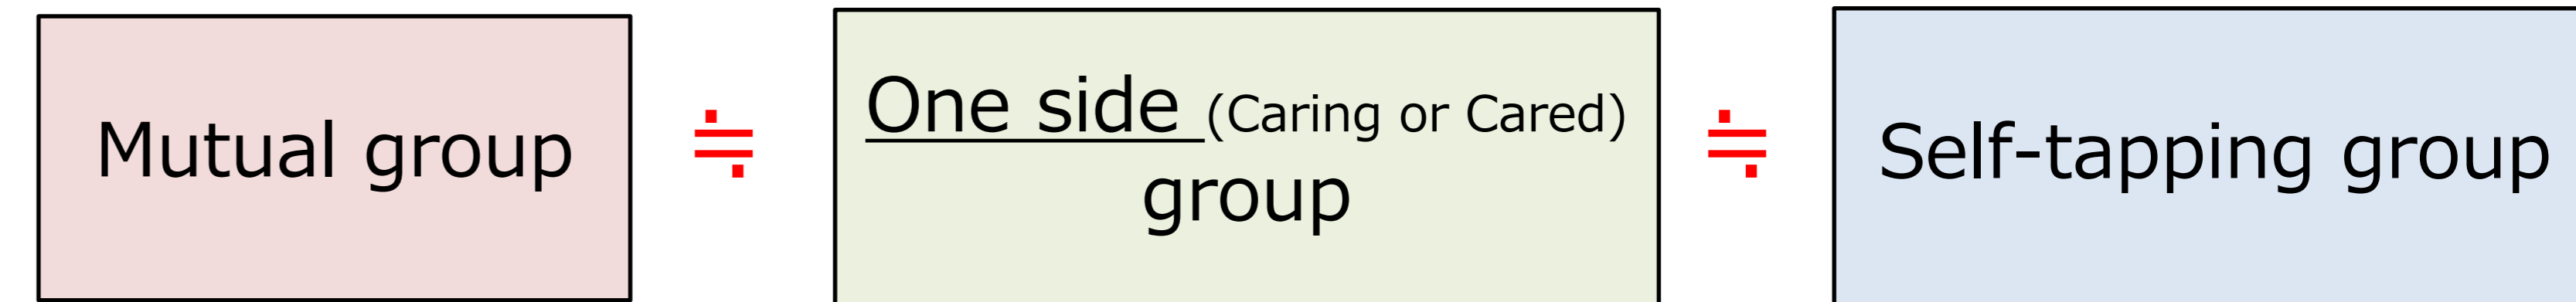 Mutual group
≒
One side (Caring or Cared)
group
≒
Self-tapping group